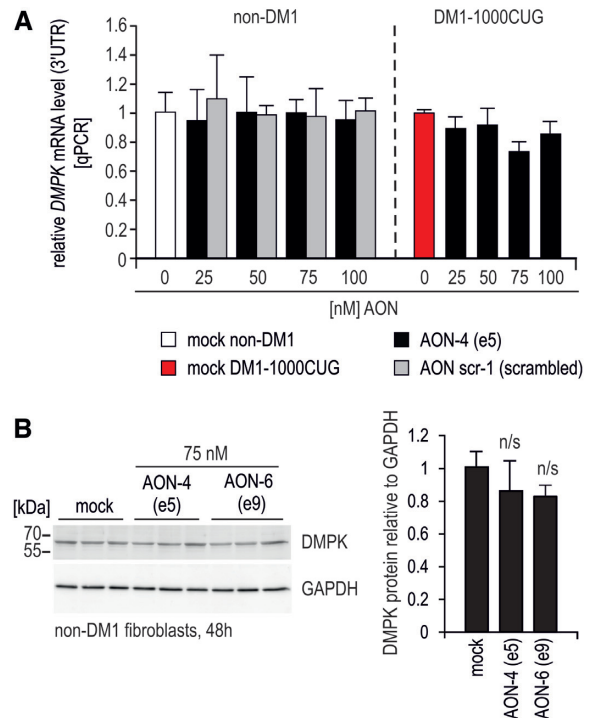 A
non-DM1
DM1-1000CUG
relative DMPK mRNA level (3'UTR)
[qPCR]
1.6
1.4
1.2
1
0.8
0.6
0.4
0.2
0
0 25 50 75 100 0 25 50 75 100
[nM] AON
mock non-DM1
AON-4 (e5)
mock DM1-1000CUG
AON scr-1 (scrambled)
B
75 nM
[kDa]
mock
AON-4
(e5)
AON-6
(e9)
70
55
DMPK
GAPDH
non-DM1 fibroblasts, 48h
DMPK protein relative to GAPDH
1.2
1
0.8
0.6
0.4
0.2
0
n/s
n/s
mock
AON-4 (e5)
AON-6 (e9)